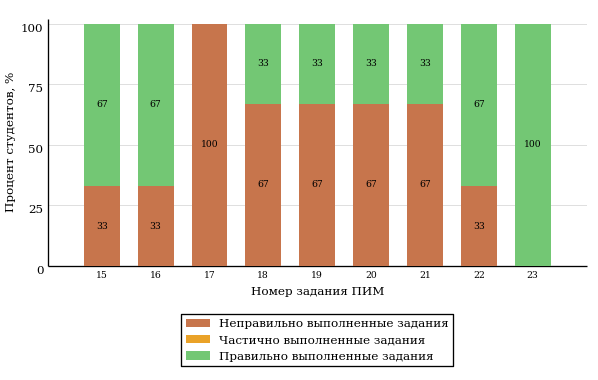 Процент студентов, %
100
75
50
25
0
67 67 33 33 33 33 67
100 100
33 33 67 67 67 67 33
15 16 17 18 19 20 21 22 23
Номер задания ПИМ
Неправильно выполненные задания
Частично выполненные задания
Правильно выполненные задания